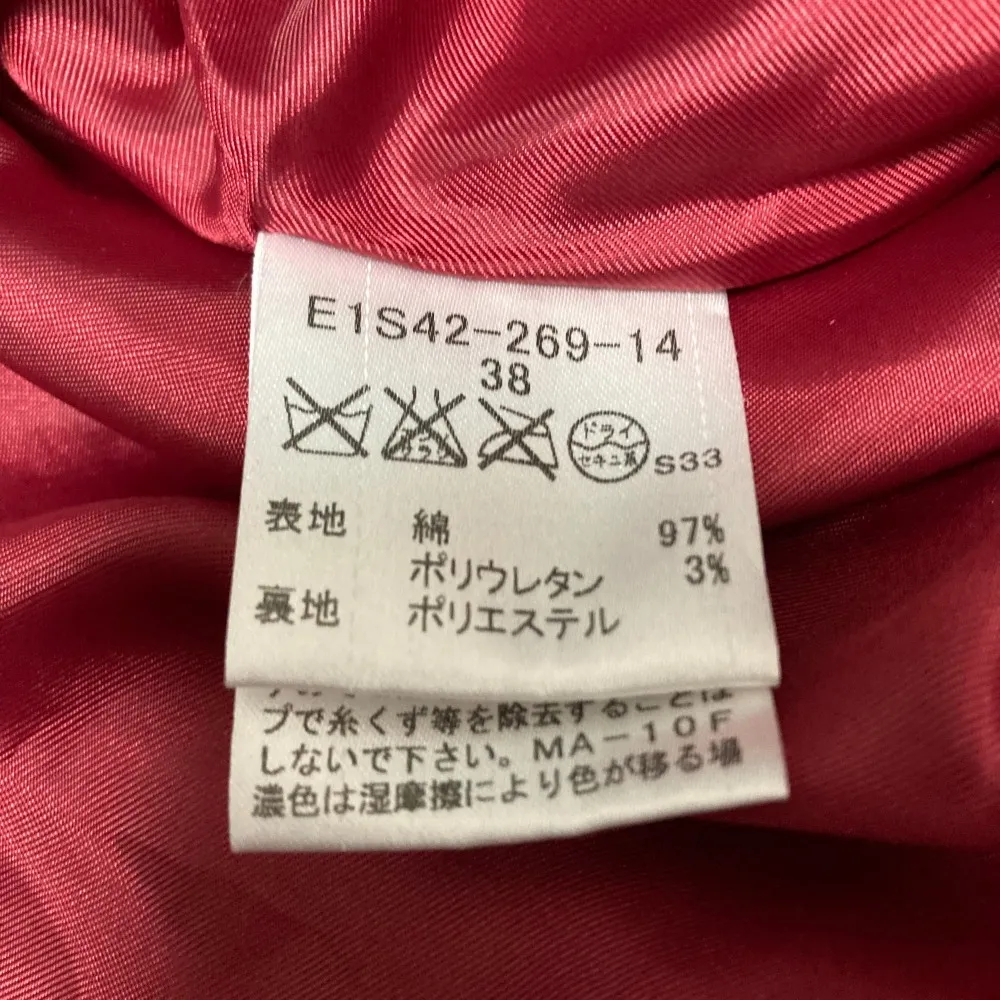 E1S42-269-14
38
ドライ
セキユ系
S33
表地 綿 97%
ポリウレタン 3%
裏地 ポリエステル
プで糸くず等を除去することは
しないで下さい。MA-10F
濃色は湿摩擦により色が移る場